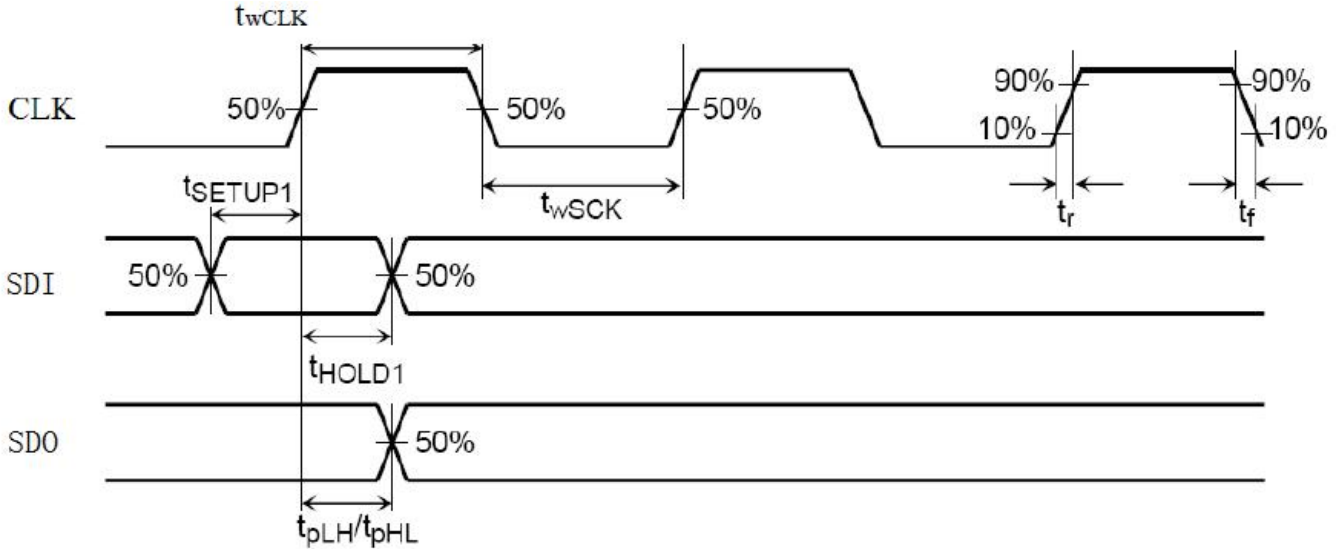 twCLK
CLK 50% 50% 50% 90% 90%
10% 10%
tSETUP1 twSCK tr tf
SDI 50% 50%
tHOLD1
SDO 50%
tpLH/tpHL